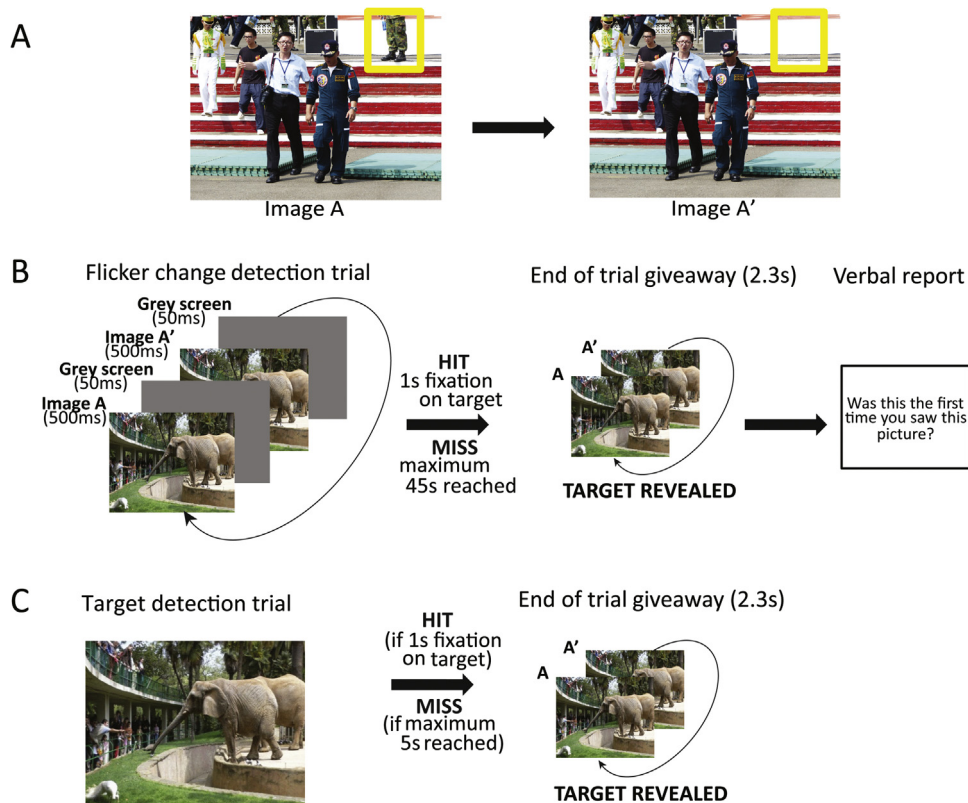 A
Image A
Image A'
B
Flicker change detection trial
End of trial giveaway (2.3s)
Verbal report
Grey screen
(50ms)
Image A'
(500ms)
Grey screen
(50ms)
Image A
(500ms)
HIT
1s fixation
on target
MISS
maximum
45s reached
A'
A
TARGET REVEALED
Was this the first
time you saw this
picture?
C
Target detection trial
End of trial giveaway (2.3s)
HIT
(if 1s fixation
on target)
MISS
(if maximum
5s reached)
A'
A
TARGET REVEALED